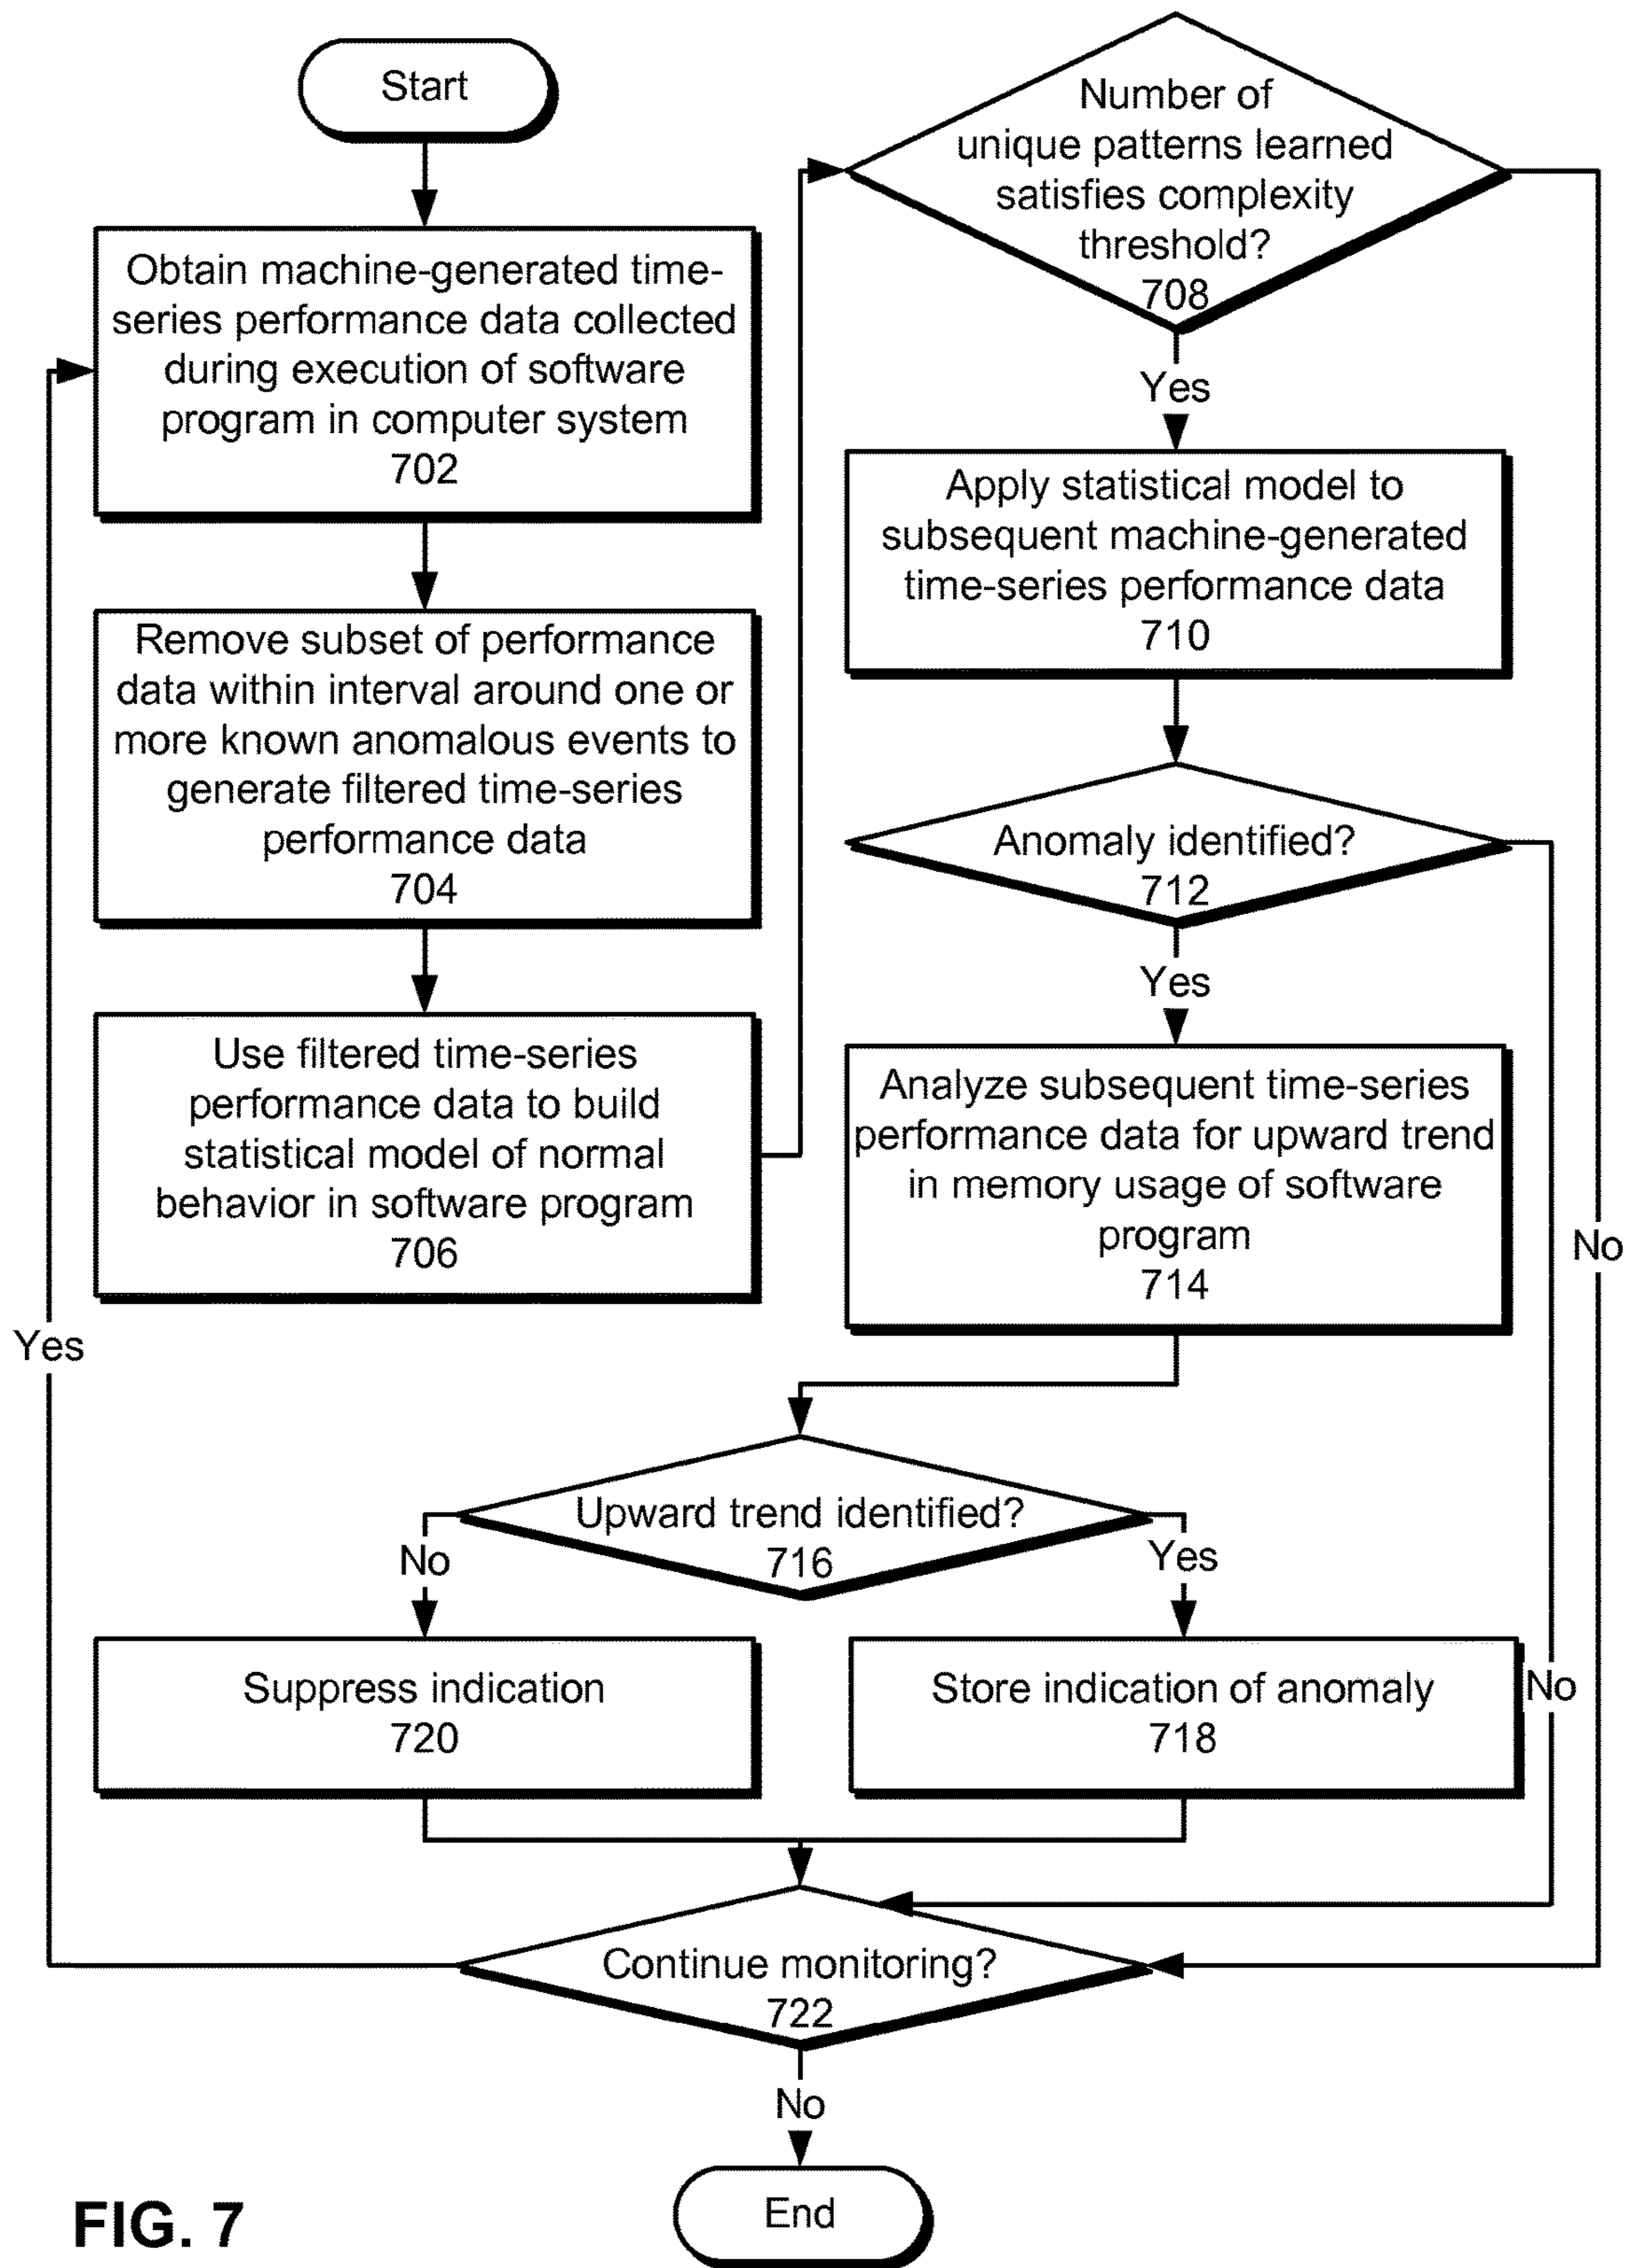 Start
Obtain machine-generated time-
series performance data collected
during execution of software
program in computer system
702
Remove subset of performance
data within interval around one or
more known anomalous events to
generate filtered time-series
performance data
704
Use filtered time-series
performance data to build
statistical model of normal
behavior in software program
706
Number of
unique patterns learned
satisfies complexity
threshold?
708
Yes
Apply statistical model to
subsequent machine-generated
time-series performance data
710
Anomaly identified?
712
Yes
Analyze subsequent time-series
performance data for upward trend
in memory usage of software
program
714
No
Yes
Upward trend identified?
716
No
Yes
Suppress indication
720
Store indication of anomaly
718
No
Continue monitoring?
722
No
End
FIG. 7